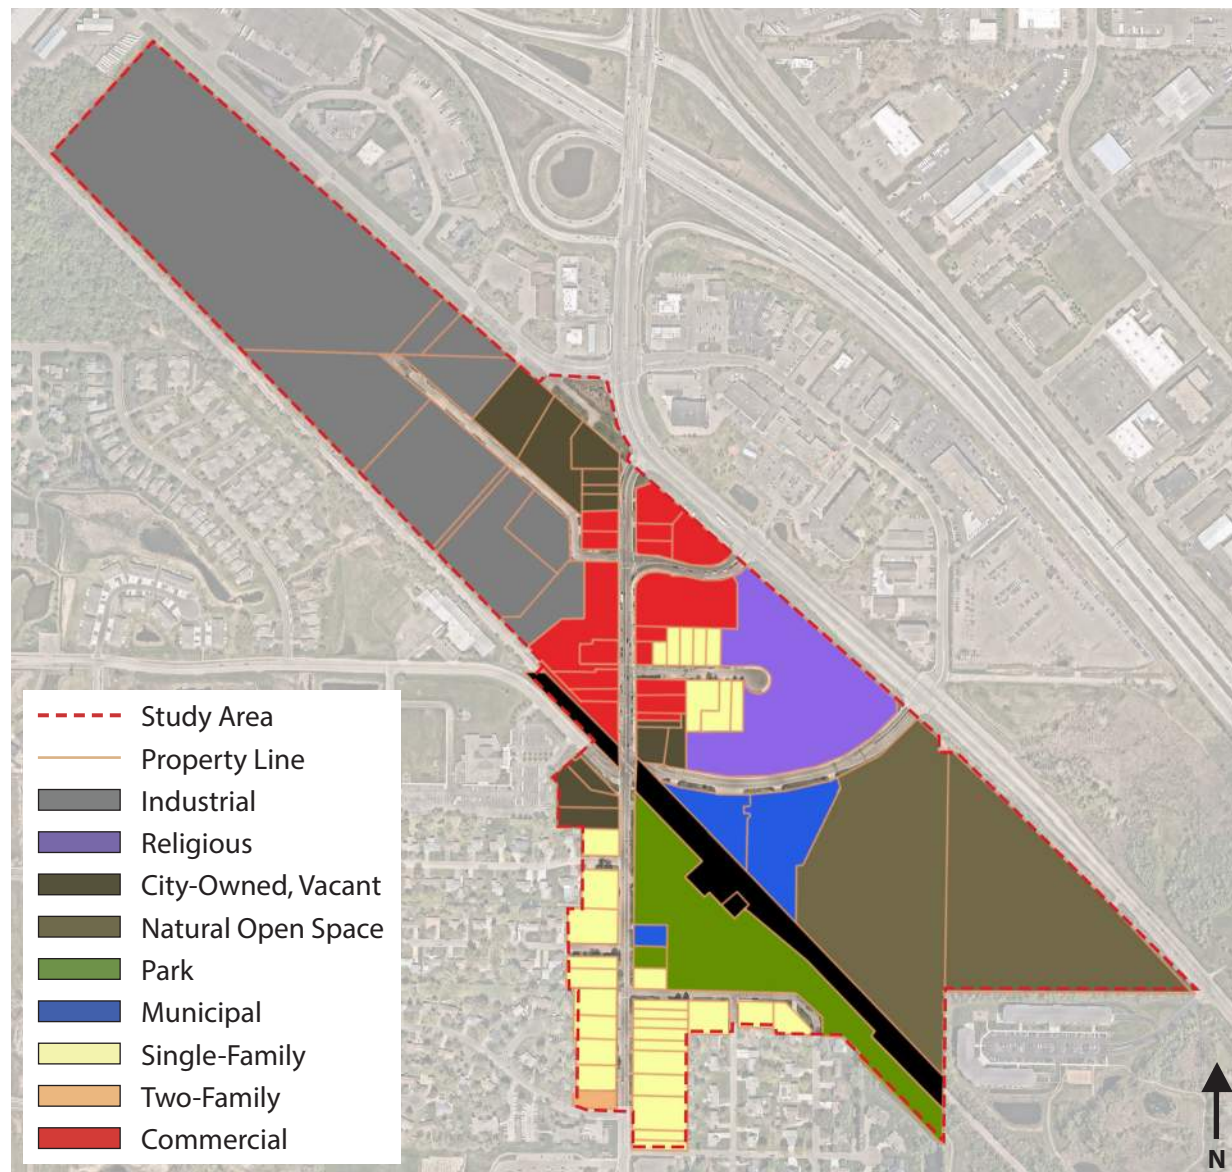 Study Area
Property Line
Industrial
Religious
City-Owned, Vacant
Natural Open Space
Park
Municipal
Single-Family
Two-Family
Commercial
N